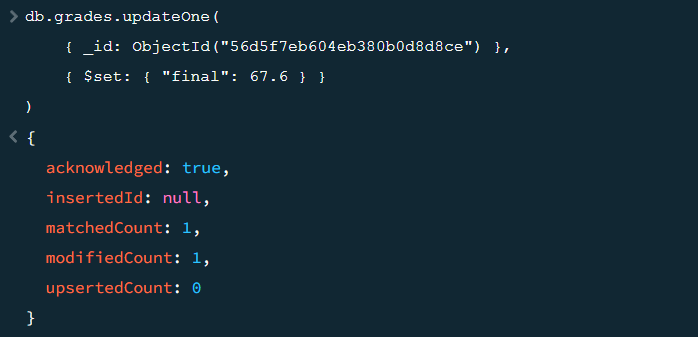 > db.grades.updateOne(
{ _id: ObjectId("56d5f7eb604eb380b0d8d8ce") },
{ $set: { "final": 67.6 } }
)
< {
acknowledged: true,
insertedId: null,
matchedCount: 1,
modifiedCount: 1,
upsertedCount: 0
}